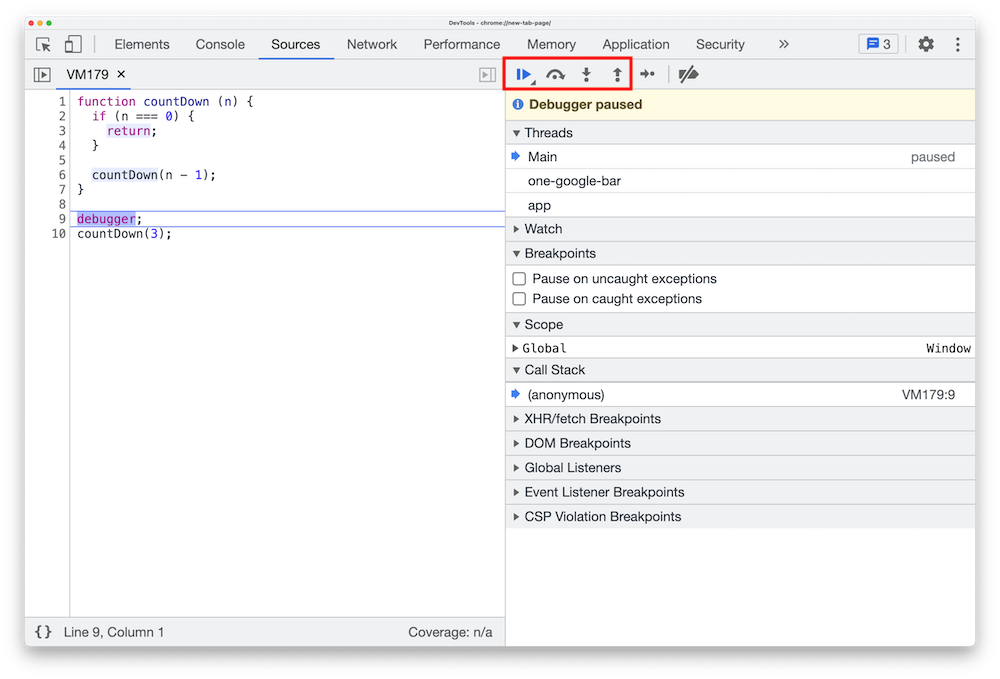 DevTools - chrome://new-tab-page/
Elements Console Sources Network Performance Memory Application Security » 3
VM179 ×
1 function countDown (n) {
2   if (n === 0) {
3     return;
4   }
5
6   countDown(n - 1);
7 }
8
9 debugger;
10 countDown(3);
{} Line 9, Column 1 Coverage: n/a
Debugger paused
Threads
Main paused
one-google-bar
app
Watch
Breakpoints
Pause on uncaught exceptions
Pause on caught exceptions
Scope
Global Window
Call Stack
(anonymous) VM179:9
XHR/fetch Breakpoints
DOM Breakpoints
Global Listeners
Event Listener Breakpoints
CSP Violation Breakpoints